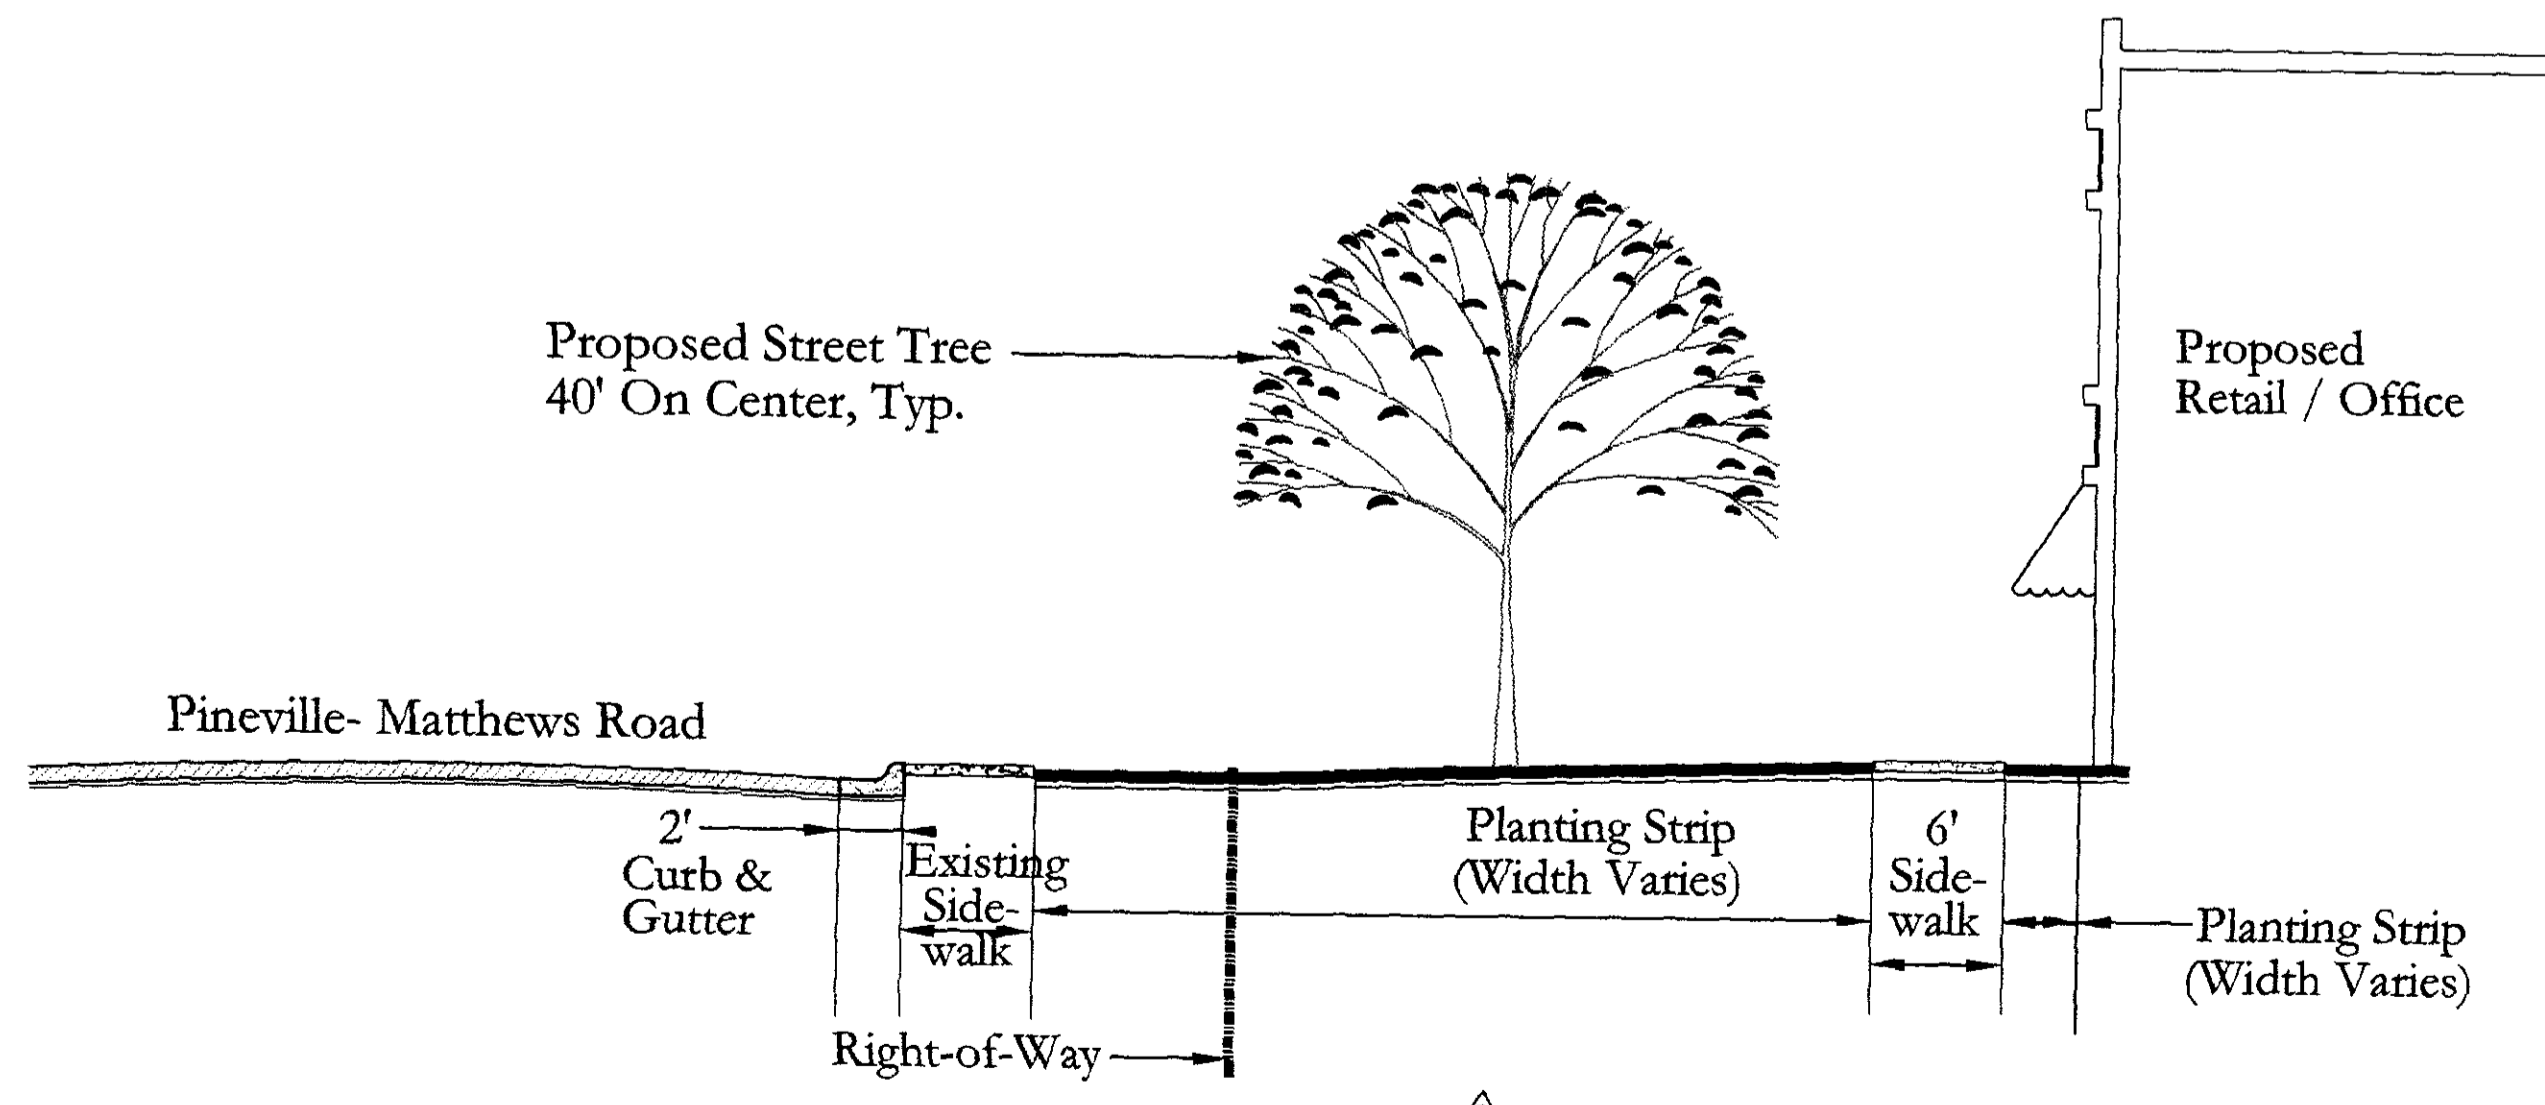 Proposed Street Tree
40' On Center, Typ.
Proposed
Retail / Office
Pineville- Matthews Road
2'
Curb &
Gutter
Existing
Side-
walk
Planting Strip
(Width Varies)
6'
Side-
walk
Planting Strip
(Width Varies)
Right-of-Way